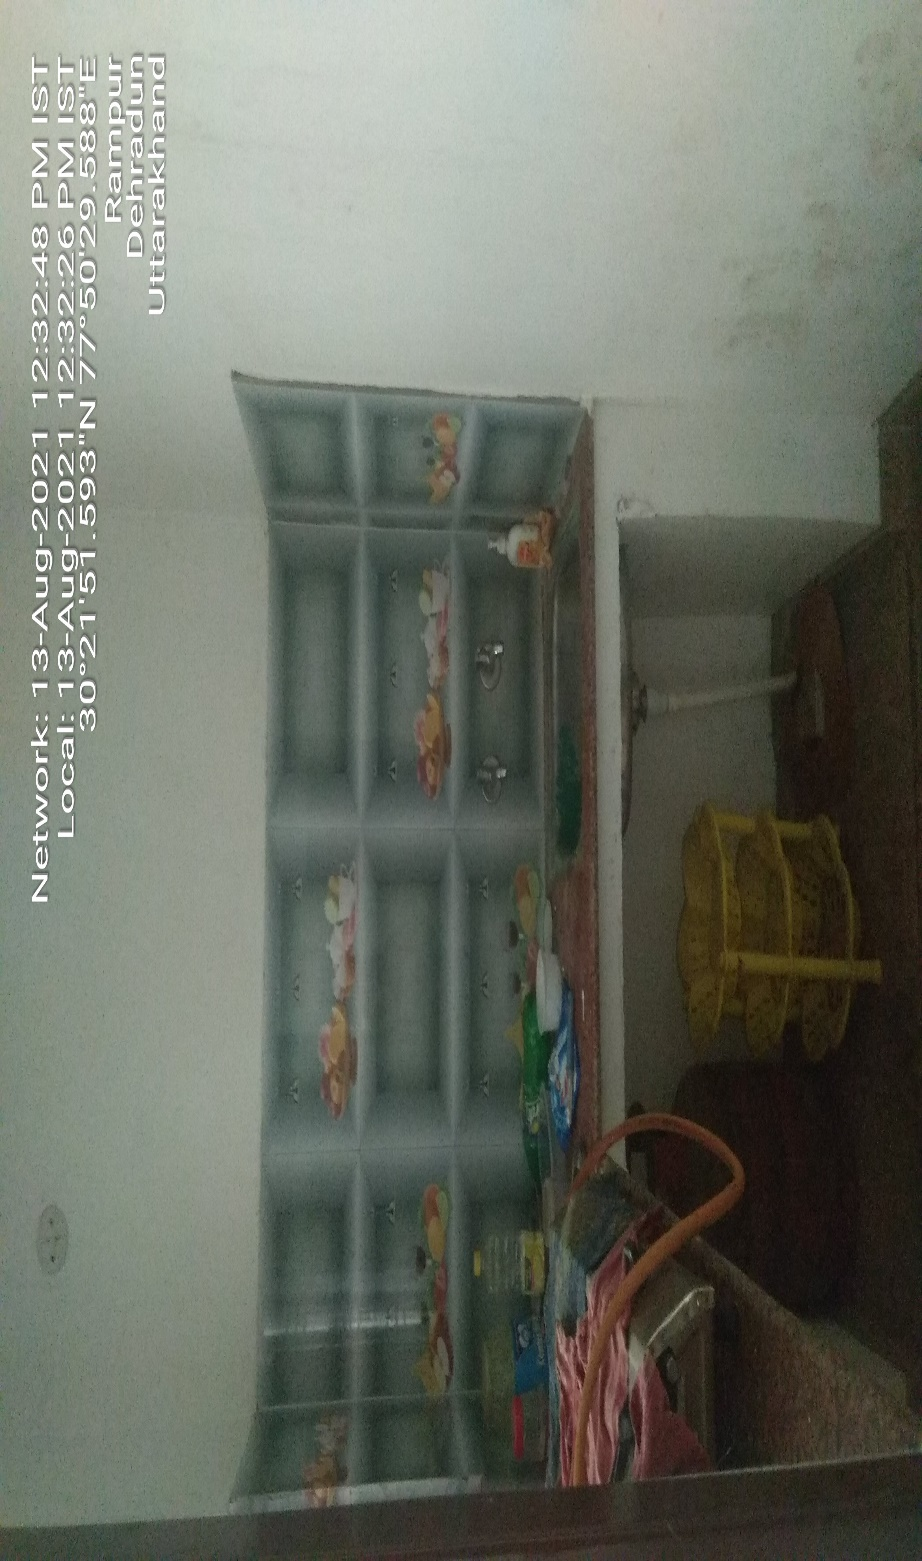 Network: 13-Aug-2021 12:32:48 PM IST
Local: 13-Aug-2021 12:32:26 PM IST
30°21'51.593"N 77°50'29.588"E
Rampur
Dehradun
Uttarakhand